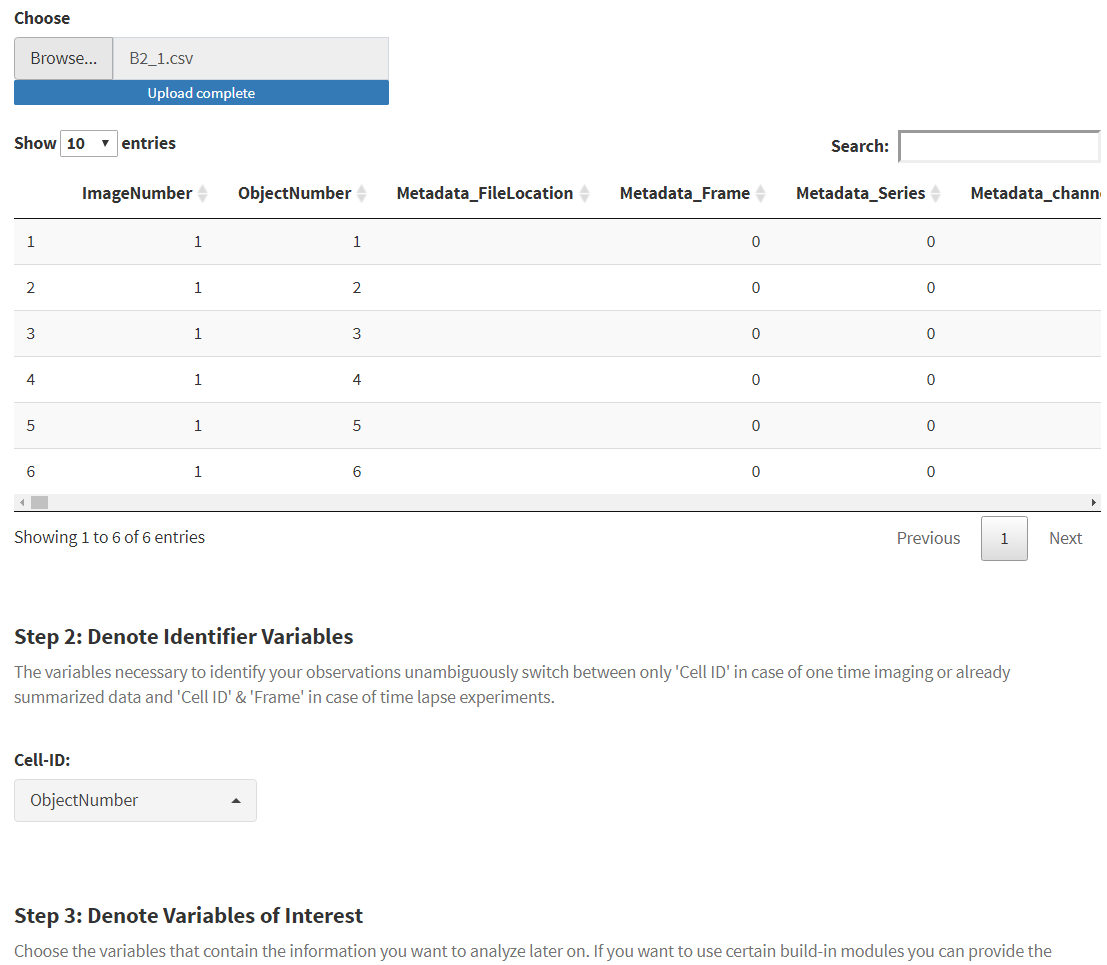 Choose
Browse... B2_1.csv
Upload complete
Show 10 entries Search:
ImageNumber ObjectNumber Metadata_FileLocation Metadata_Frame Metadata_Series Metadata_chann
1 1 1 0 0
2 1 2 0 0
3 1 3 0 0
4 1 4 0 0
5 1 5 0 0
6 1 6 0 0
Showing 1 to 6 of 6 entries Previous 1 Next
Step 2: Denote Identifier Variables
The variables necessary to identify your observations unambiguously switch between only 'Cell ID' in case of one time imaging or already
summarized data and 'Cell ID' & 'Frame' in case of time lapse experiments.
Cell-ID:
ObjectNumber
Step 3: Denote Variables of Interest
Choose the variables that contain the information you want to analyze later on. If you want to use certain build-in modules you can provide the